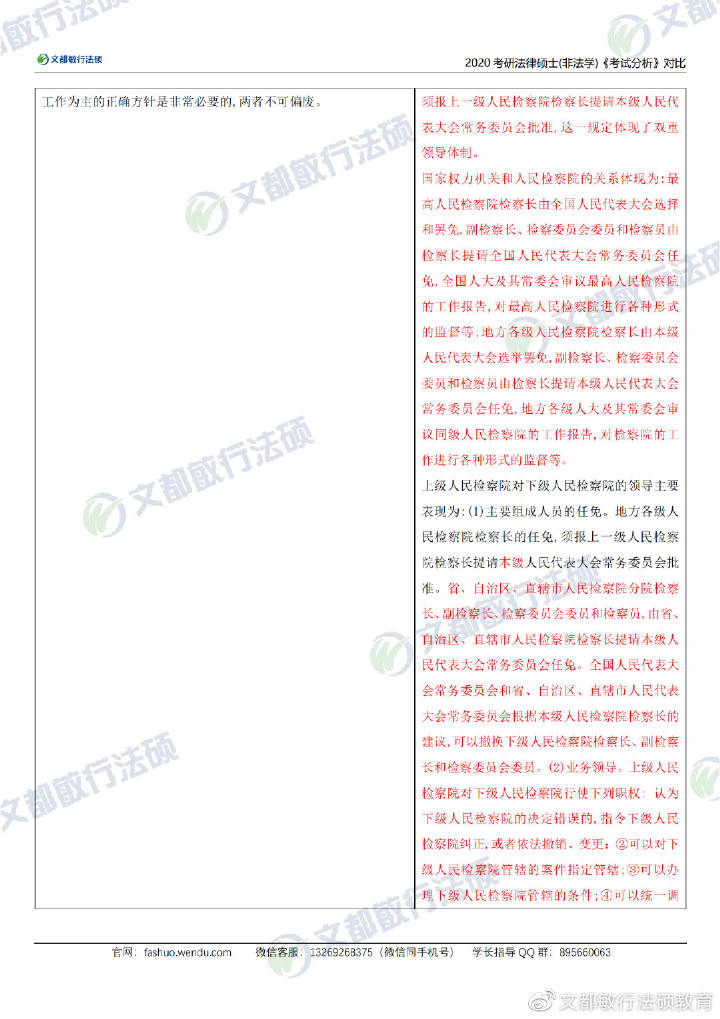 文都敏行法硕
2020 考研法律硕士(非法学)《考试分析》对比
工作为主的正确方针是非常必要的,两者不可偏废。
须报上一级人民检察院检察长提请本级人民代
表大会常务委员会批准,这一规定体现了双重
领导体制。
国家权力机关和人民检察院的关系体现为:最
高人民检察院检察长由全国人民代表大会选择
和罢免,副检察长、检察委员会委员和检察员由
检察长提请全国人民代表大会常务委员会任
免,全国人大及其常委会审议最高人民检察院
的工作报告,对最高人民检察院进行各种形式
的监督等;地方各级人民检察院检察长由本级
人民代表大会选举罢免,副检察长、检察委员会
委员和检察员由检察长提请本级人民代表大会
常务委员会任免,地方各级人大及其常委会审
议同级人民检察院的工作报告,对检察院的工
作进行各种形式的监督等。
上级人民检察院对下级人民检察院的领导主要
表现为:(1)主要组成人员的任免。地方各级人
民检察院检察长的任免,须报上一级人民检察
院检察长提请本级人民代表大会常务委员会批
准。省、自治区、直辖市人民检察院分院检察
长、副检察长、检察委员会委员和检察员,由省、
自治区、直辖市人民检察院检察长提请本级人
民代表大会常务委员会任免。全国人民代表大
会常务委员会和省、自治区、直辖市人民代表
大会常务委员会根据本级人民检察院检察长的
建议,可以撤换下级人民检察院检察长、副检察
长和检察委员会委员。(2)业务领导。上级人民
检察院对下级人民检察院行使下列职权: 认为
下级人民检察院的决定错误的,指令下级人民
检察院纠正,或者依法撤销、变更;②可以对下
级人民检察院管辖的案件指定管辖;③可以办
理下级人民检察院管辖的条件;④可以统一调
官网：fashuo.wendu.com 微信客服：13269268375（微信同手机号） 学长指导 QQ 群：895660063
文都敏行法硕教育